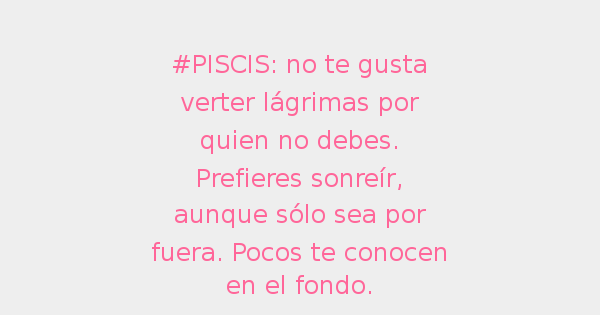 #PISCIS: no te gusta
verter lágrimas por
quien no debes.
Prefieres sonreír,
aunque sólo sea por
fuera. Pocos te conocen
en el fondo.